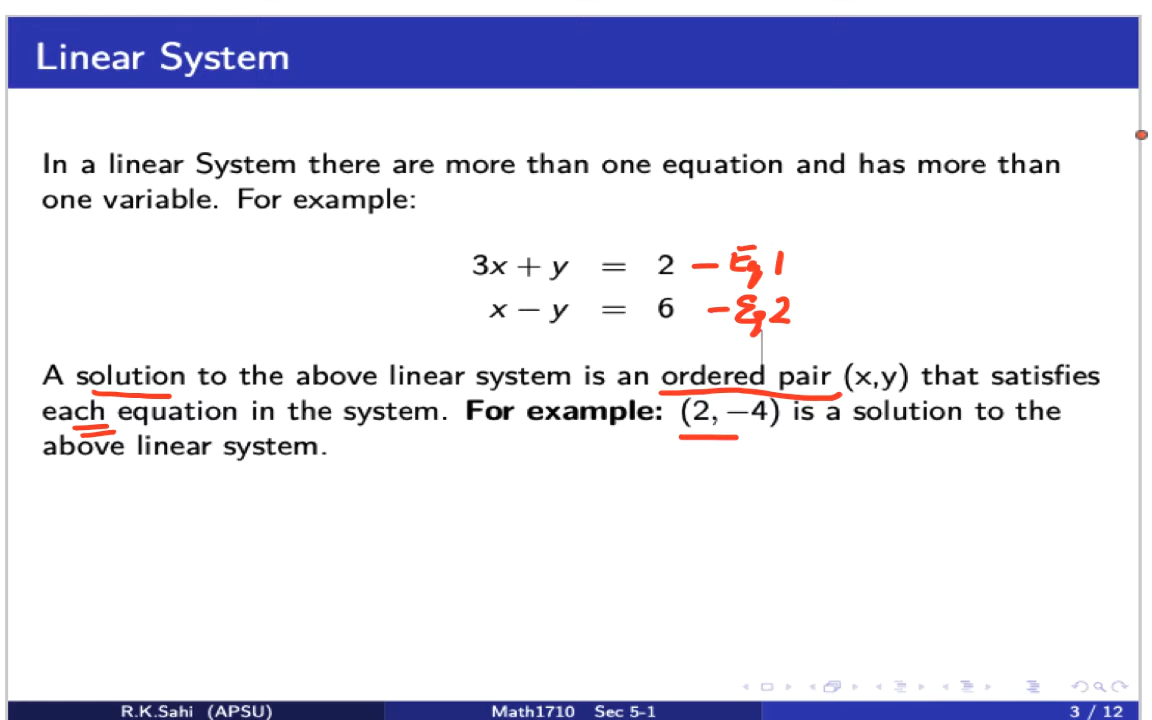 Linear System
In a linear System there are more than one equation and has more than
one variable. For example:
3x + y = 2 – Eq 1
x − y = 6 – Eq 2
A solution to the above linear system is an ordered pair (x,y) that satisfies
each equation in the system. For example: (2, −4) is a solution to the
above linear system.
R.K.Sahi (APSU) Math1710 Sec 5-1 3 / 12